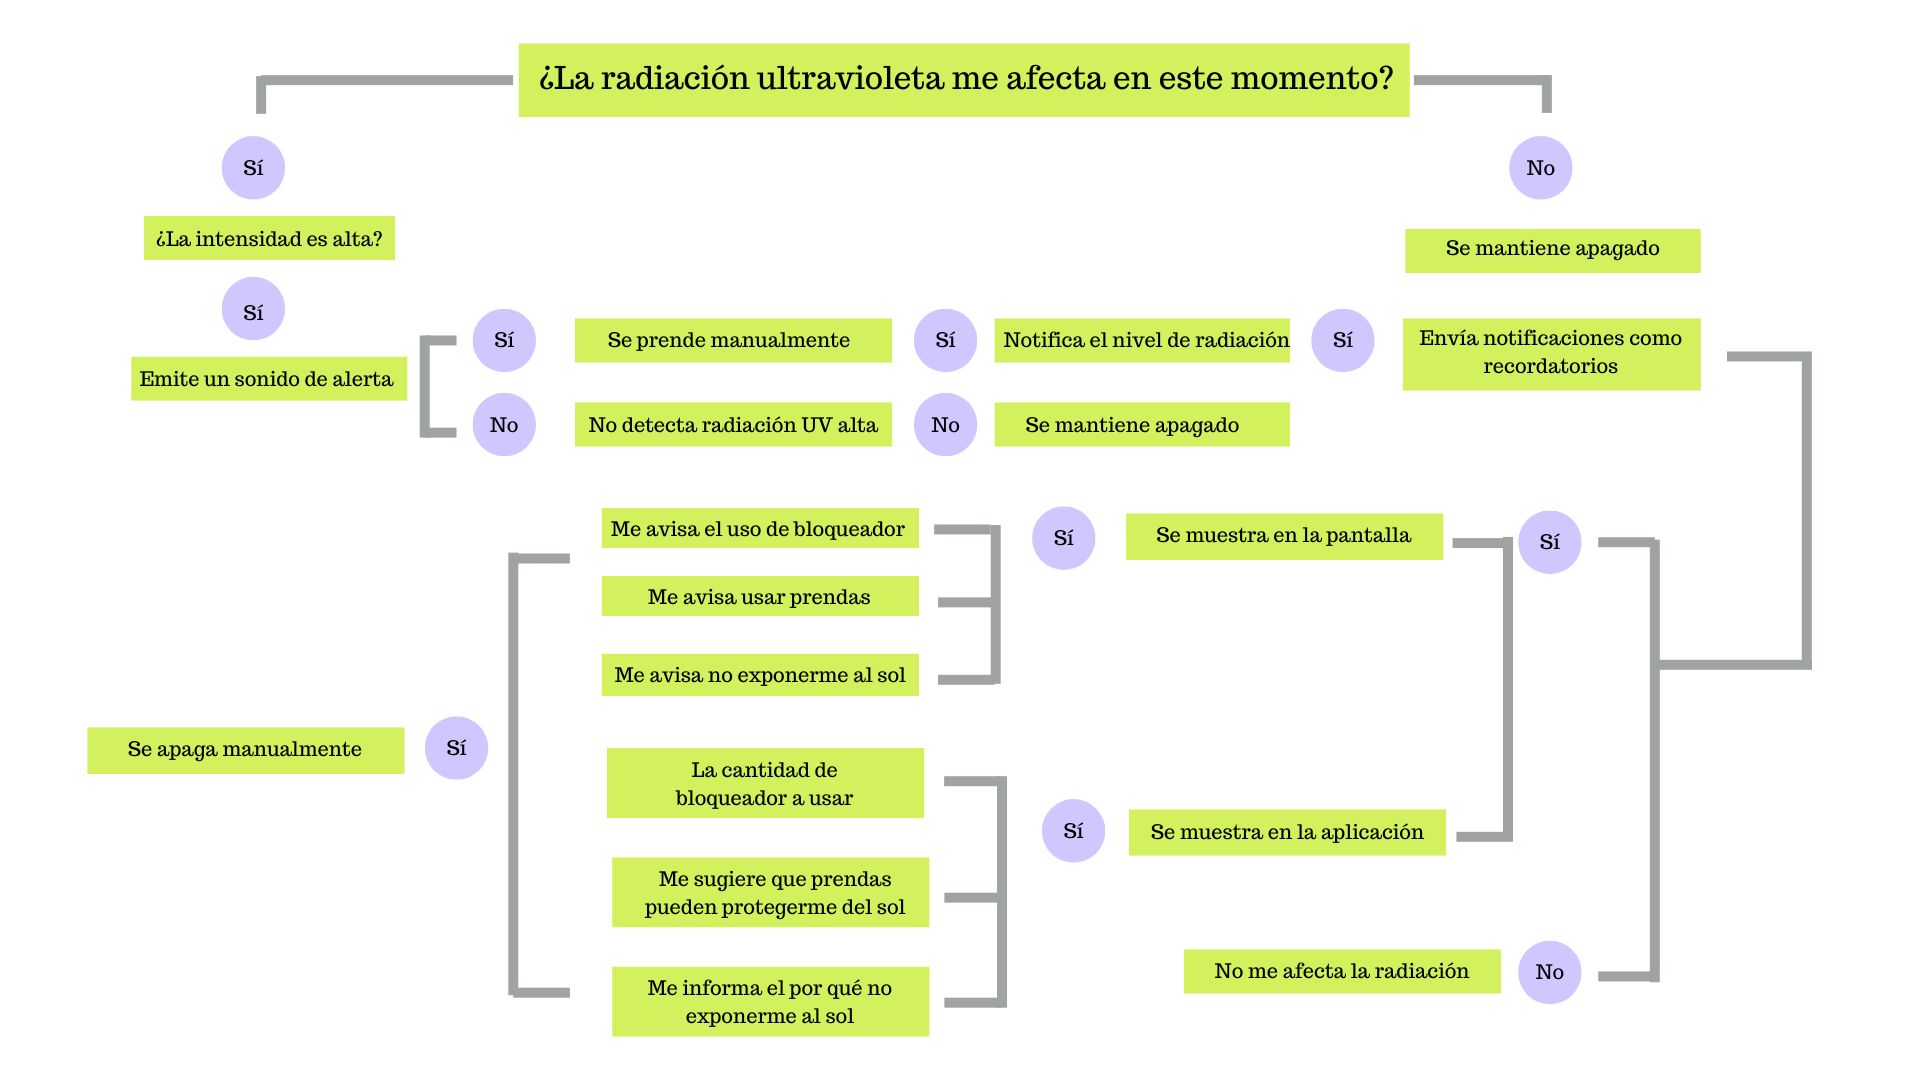 ¿La radiación ultravioleta me afecta en este momento?
Sí
No
¿La intensidad es alta?
Se mantiene apagado
Sí
Emite un sonido de alerta
Sí
Se prende manualmente
Sí
Notifica el nivel de radiación
Sí
Envía notificaciones como
recordatorios
No
No detecta radiación UV alta
No
Se mantiene apagado
Me avisa el uso de bloqueador
Sí
Se muestra en la pantalla
Sí
Me avisa usar prendas
Me avisa no exponerme al sol
Se apaga manualmente
Sí
La cantidad de
bloqueador a usar
Sí
Se muestra en la aplicación
Me sugiere que prendas
pueden protegerme del sol
No me afecta la radiación
No
Me informa el por qué no
exponerme al sol